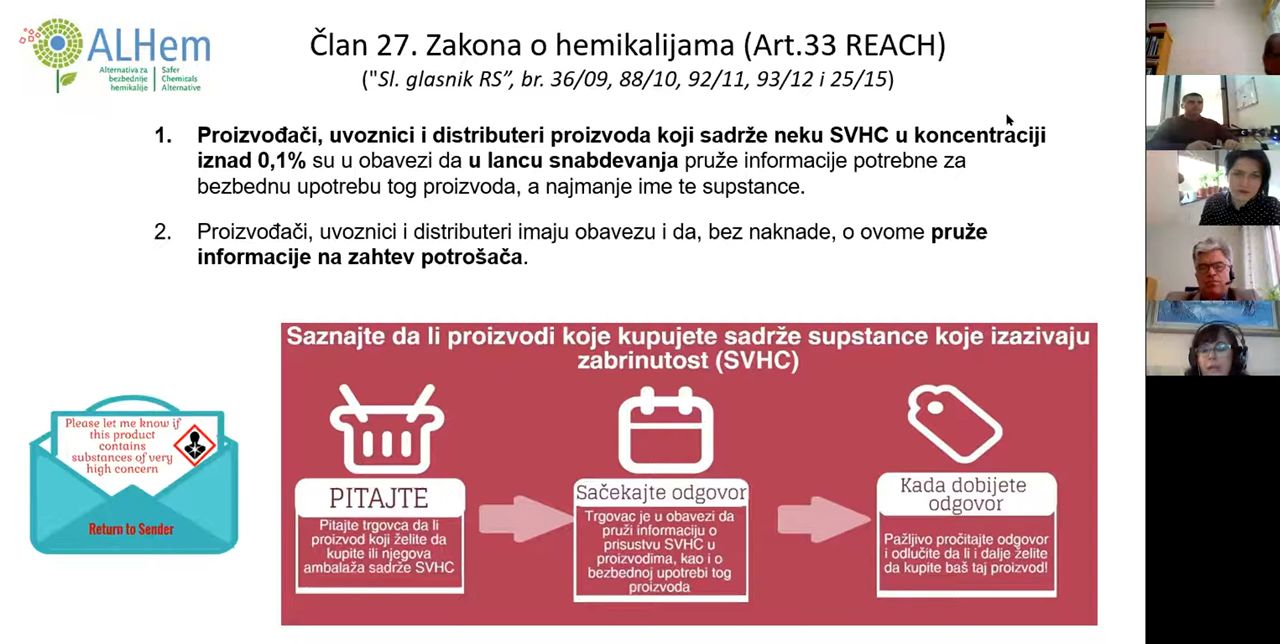 ALHem
Alternativa za
bezbednije
hemikalije
Safer
Chemicals
Alternative
Član 27. Zakona o hemikalijama (Art.33 REACH)
("Sl. glasnik RS”, br. 36/09, 88/10, 92/11, 93/12 i 25/15)
1. Proizvođači, uvoznici i distributeri proizvoda koji sadrže neku SVHC u koncentraciji
iznad 0,1% su u obavezi da u lancu snabdevanja pruže informacije potrebne za
bezbednu upotrebu tog proizvoda, a najmanje ime te supstance.
2. Proizvođači, uvoznici i distributeri imaju obavezu i da, bez naknade, o ovome pruže
informacije na zahtev potrošača.
Please let me know if
this product
contains
substances of very
high concern
Return to Sender
Saznajte da li proizvodi koje kupujete sadrže supstance koje izazivaju
zabrinutost (SVHC)
PITAJTE
Pitajte trgovca da li
proizvod koji želite da
kupite ili njegova
ambalaža sadrže SVHC
Sačekajte odgovor
Trgovac je u obavezi da
pruži informaciju o
prisustvu SVHC u
proizvodima, kao i o
bezbednoj upotrebi tog
proizvoda
Kada dobijete
odgovor
Pažljivo pročitajte odgovor
i odlučite da li i dalje želite
da kupite baš taj proizvod!